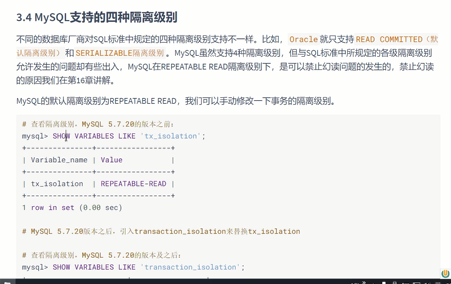 3.4 MySQL支持的四种隔离级别
不同的数据库厂商对SQL标准中规定的四种隔离级别支持不一样。比如，Oracle 就只支持 READ COMMITTED（默
认隔离级别）和 SERIALIZABLE隔离级别 。MySQL虽然支持4种隔离级别，但与SQL标准中所规定的各级隔离级别
允许发生的问题却有些出入，MySQL在REPEATABLE READ隔离级别下，是可以禁止幻读问题的发生的，禁止幻读
的原因我们在第16章讲解。
MySQL的默认隔离级别为REPEATABLE READ，我们可以手动修改一下事务的隔离级别。
# 查看隔离级别，MySQL 5.7.20的版本之前：
mysql> SHOW VARIABLES LIKE 'tx_isolation';
+---------------+-----------------+
| Variable_name | Value           |
+---------------+-----------------+
| tx_isolation  | REPEATABLE-READ |
+---------------+-----------------+
1 row in set (0.00 sec)
# MySQL 5.7.20版本之后，引入transaction_isolation来替换tx_isolation
# 查看隔离级别，MySQL 5.7.20的版本及之后：
mysql> SHOW VARIABLES LIKE 'transaction_isolation';